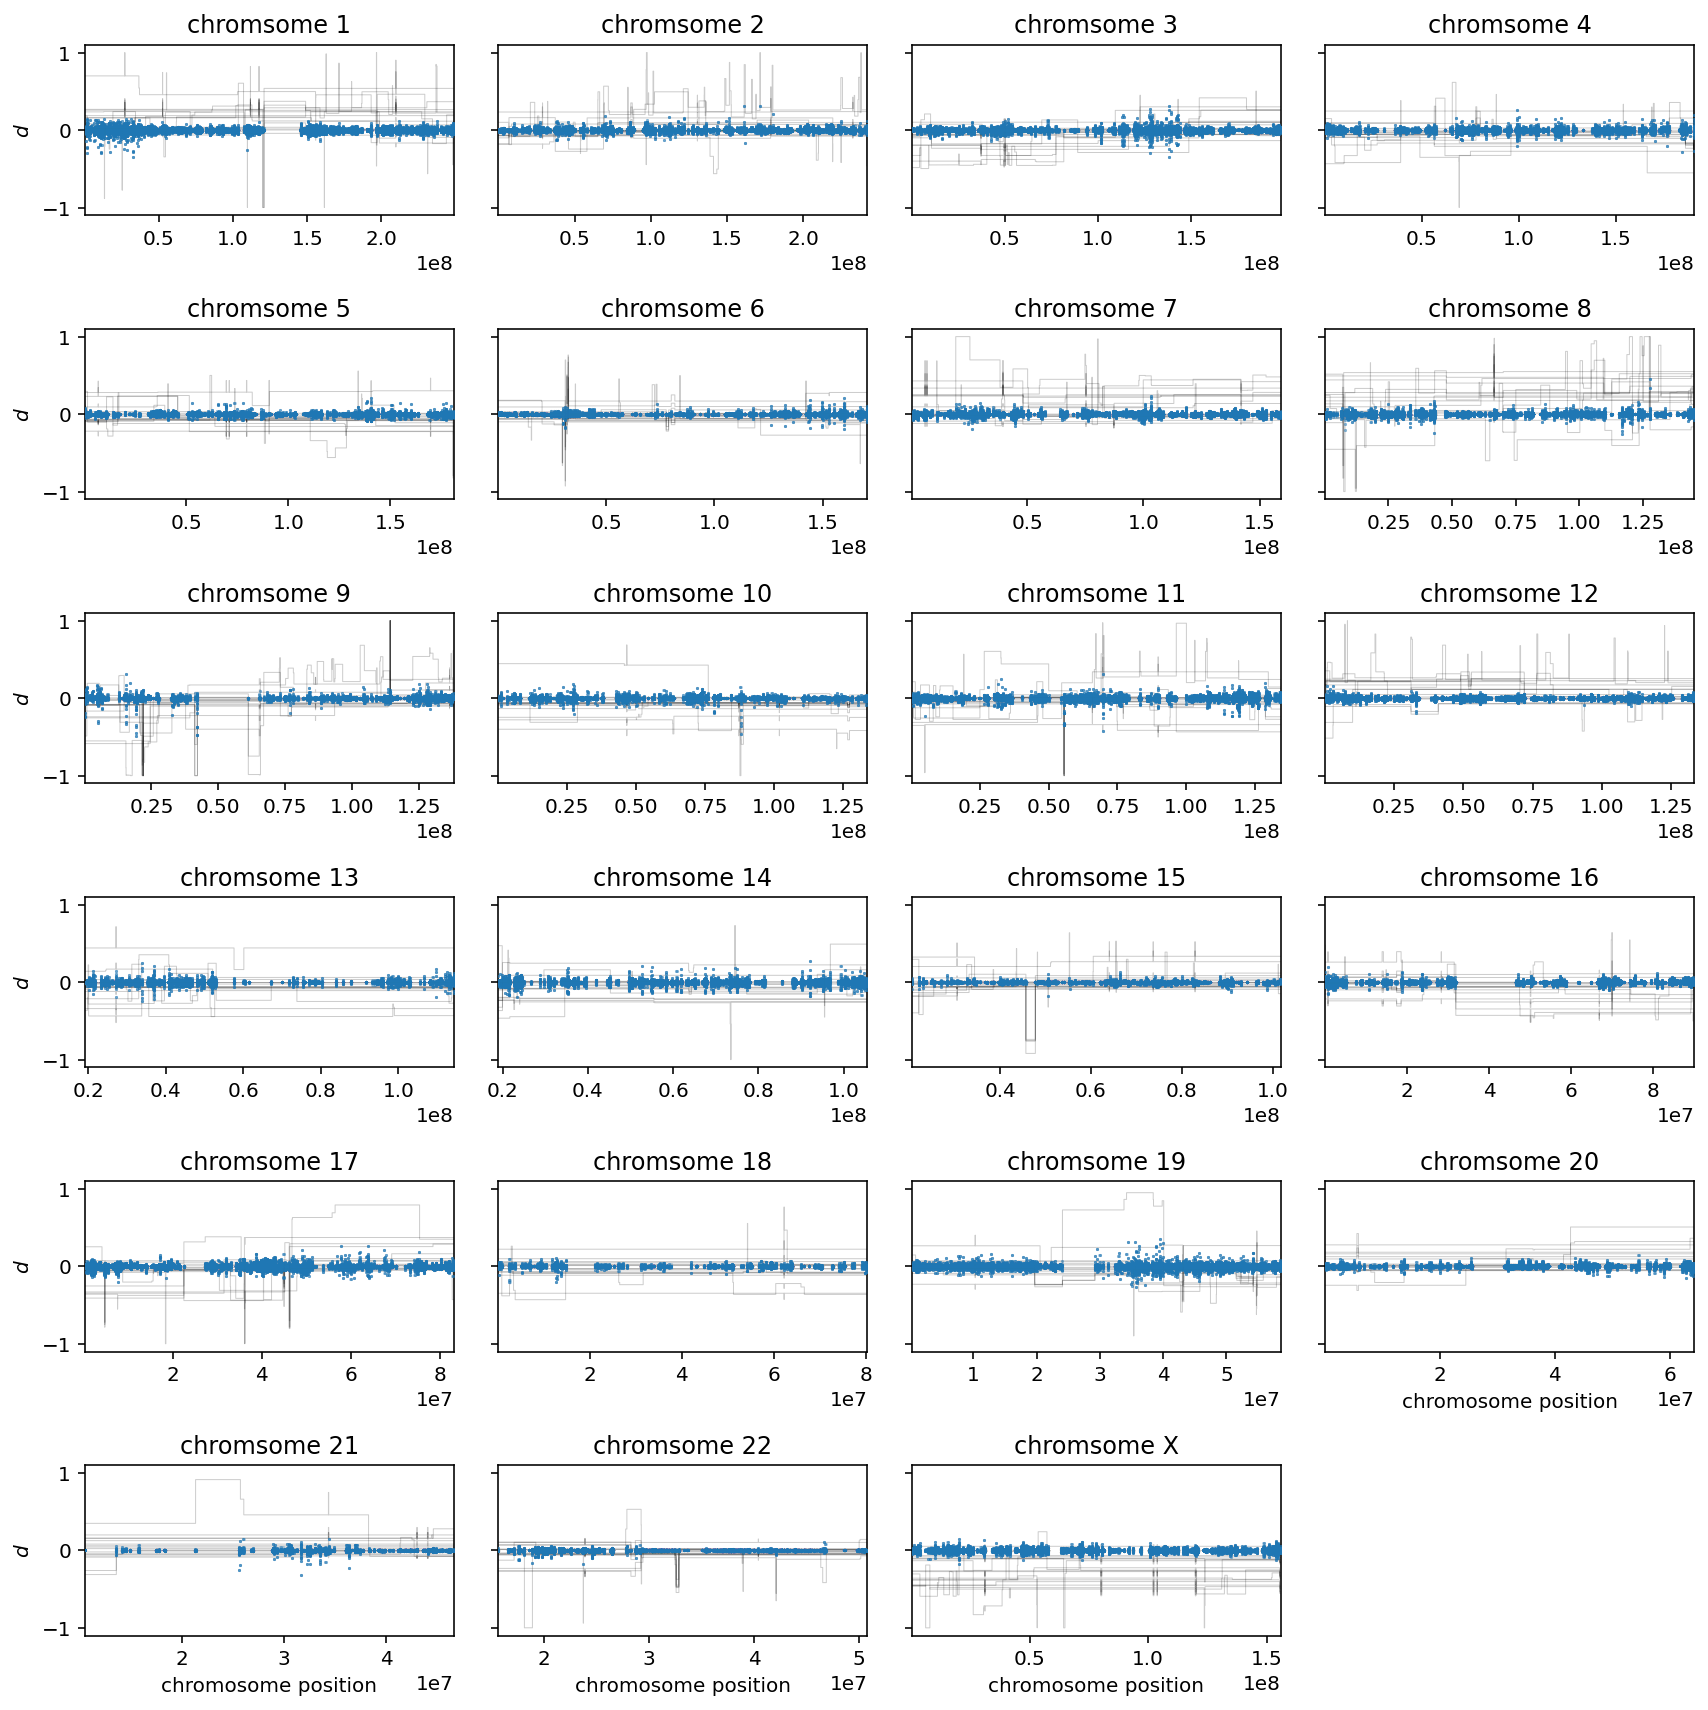 chromsome 1
chromsome 2
chromsome 3
chromsome 4
1
0
−1
d
0.5 1.0 1.5 2.0
1e8
0.5 1.0 1.5 2.0
1e8
0.5 1.0 1.5
1e8
0.5 1.0 1.5
1e8
chromsome 5
chromsome 6
chromsome 7
chromsome 8
1
0
−1
d
0.5 1.0 1.5
1e8
0.5 1.0 1.5
1e8
0.5 1.0 1.5
1e8
0.25 0.50 0.75 1.00 1.25
1e8
chromsome 9
chromsome 10
chromsome 11
chromsome 12
1
0
−1
d
0.25 0.50 0.75 1.00 1.25
1e8
0.25 0.50 0.75 1.00 1.25
1e8
0.25 0.50 0.75 1.00 1.25
1e8
0.25 0.50 0.75 1.00 1.25
1e8
chromsome 13
chromsome 14
chromsome 15
chromsome 16
1
0
−1
d
0.2 0.4 0.6 0.8 1.0
1e8
0.2 0.4 0.6 0.8 1.0
1e8
0.4 0.6 0.8 1.0
1e8
2 4 6 8
1e7
chromsome 17
chromsome 18
chromsome 19
chromsome 20
1
0
−1
d
2 4 6 8
1e7
2 4 6 8
1e7
1 2 3 4 5
1e7
2 4 6
chromosome position
1e7
chromsome 21
chromsome 22
chromsome X
1
0
−1
d
2 3 4
chromosome position
1e7
2 3 4 5
chromosome position
1e7
0.5 1.0 1.5
chromosome position
1e8